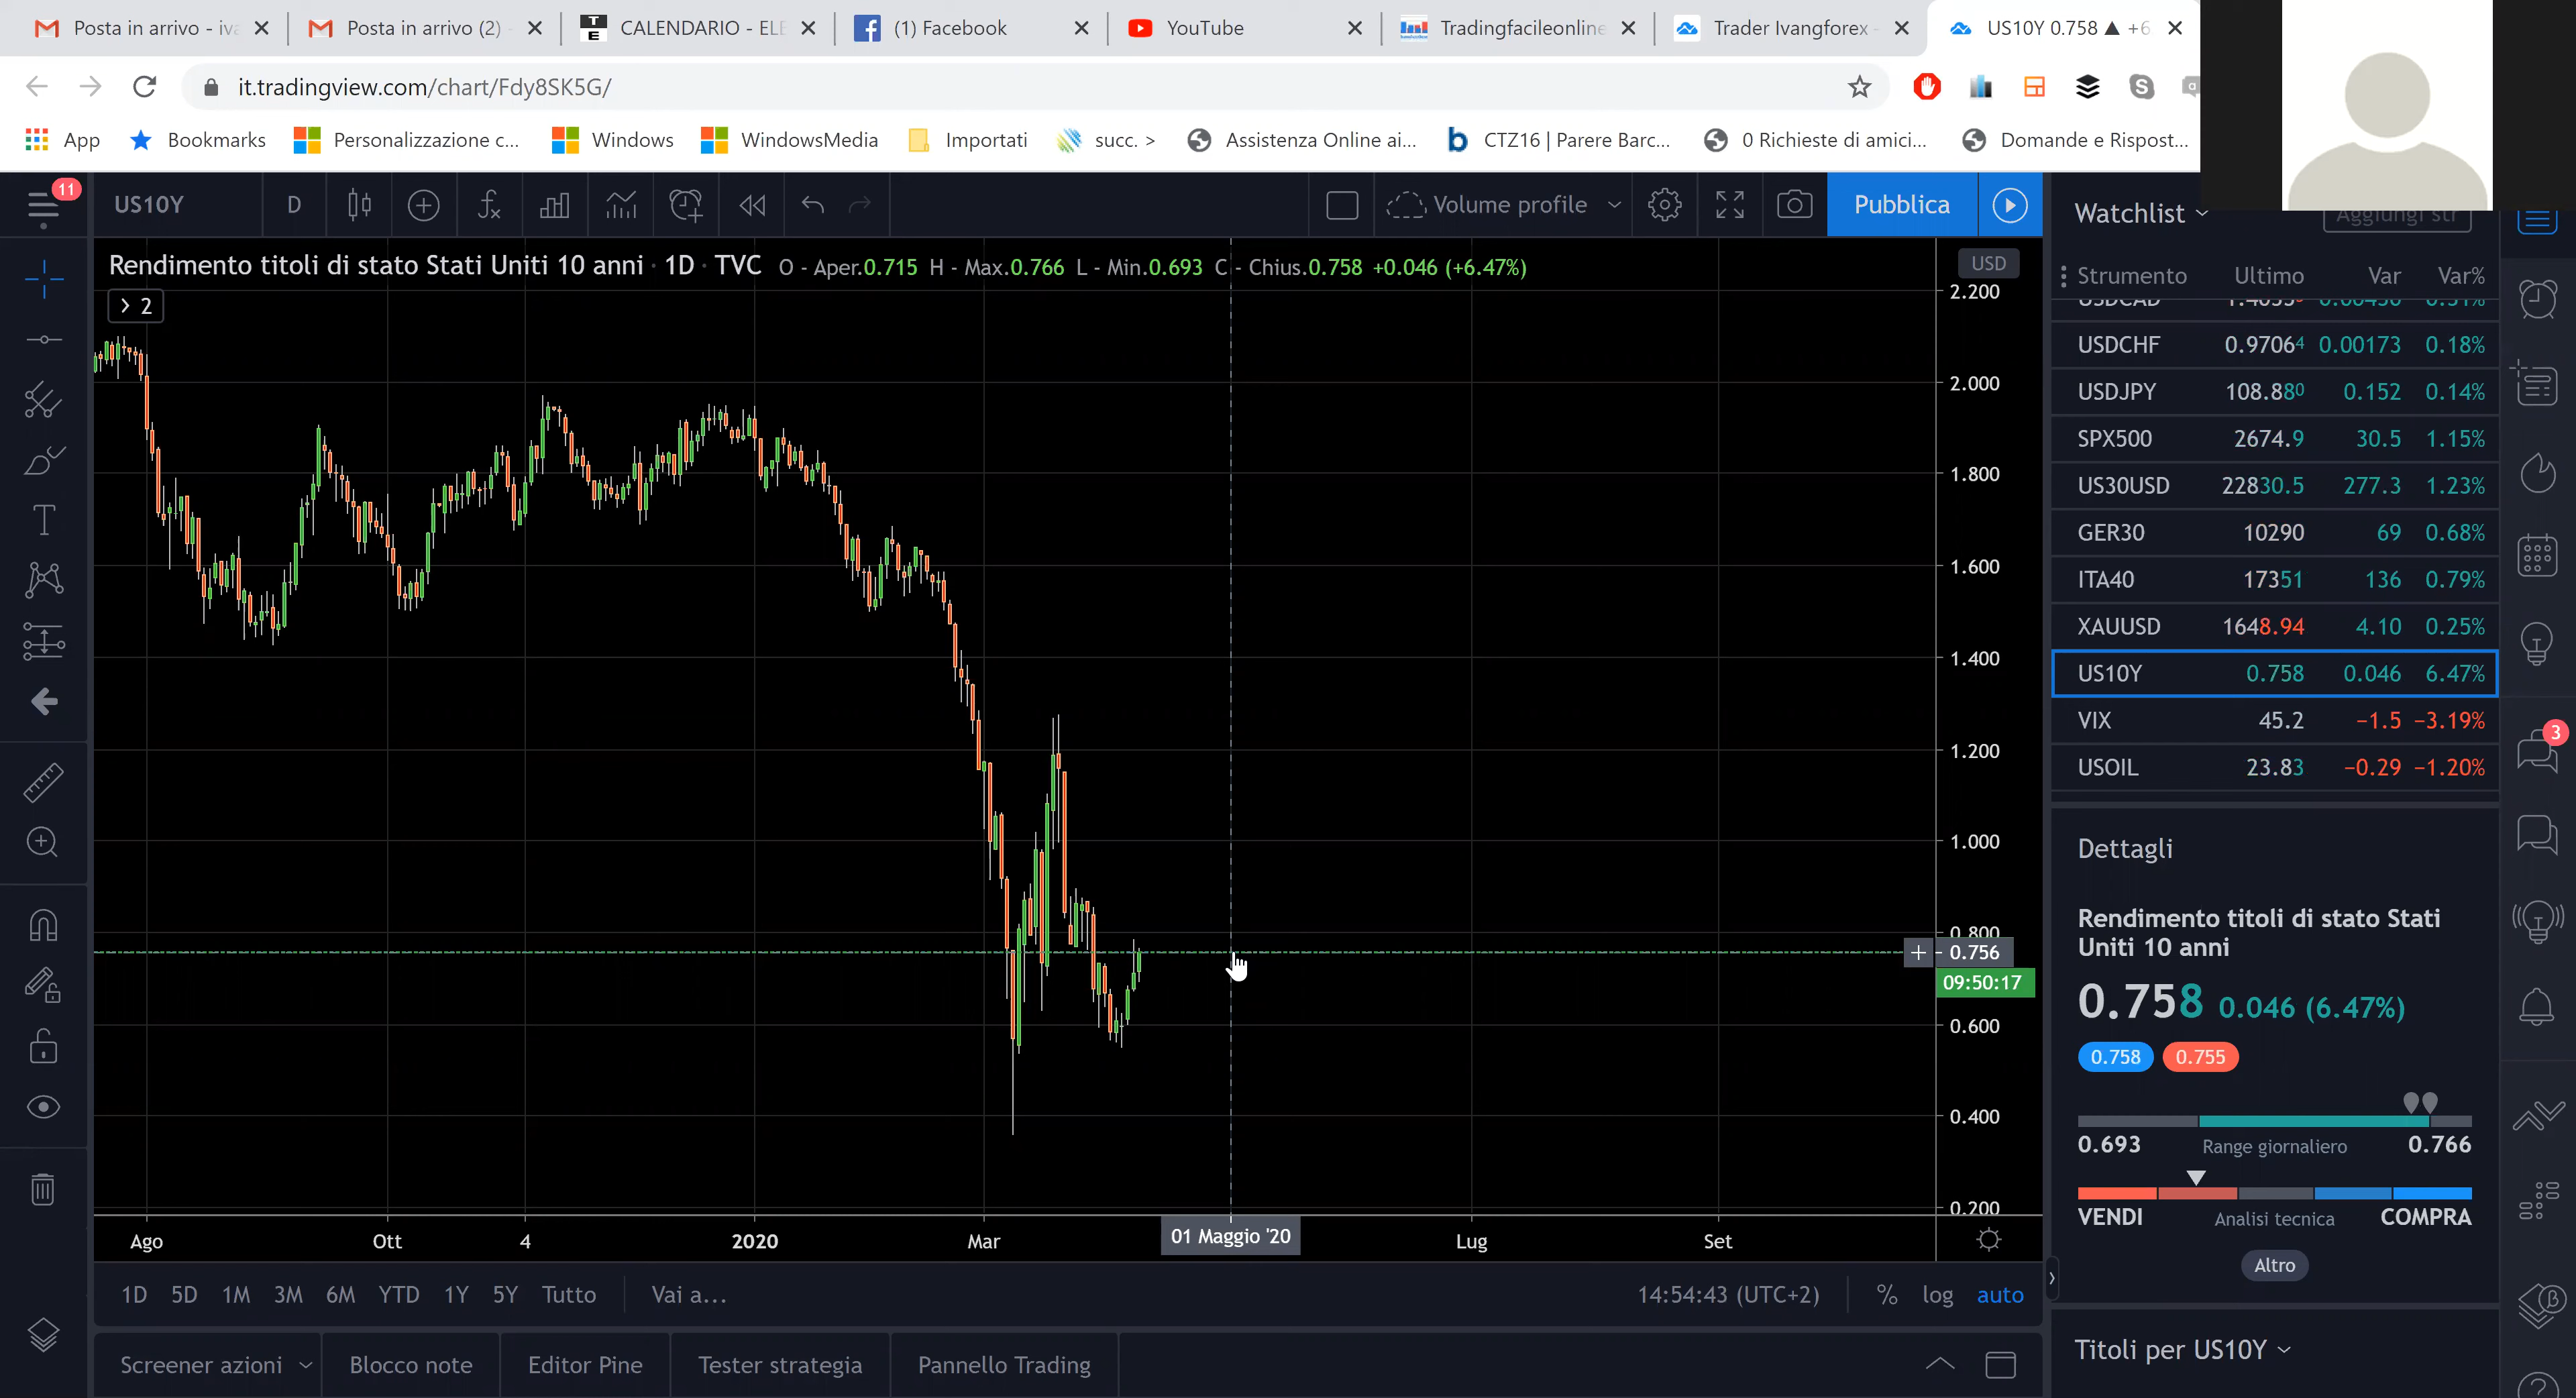 Posta in arrivo - iva
Posta in arrivo (2) -
CALENDARIO - ELE
(1) Facebook
YouTube
Tradingfacileonline
Trader Ivangforex -
US10Y 0.758 ▲ +6
it.tradingview.com/chart/Fdy8SK5G/
App
Bookmarks
Personalizzazione c...
Windows
WindowsMedia
Importati
succ. >
Assistenza Online ai...
CTZ16 | Parere Barc...
0 Richieste di amici...
Domande e Rispost...
11
US10Y
D
Volume profile
Pubblica
Watchlist
Aggiungi str
Rendimento titoli di stato Stati Uniti 10 anni · 1D · TVC O - Aper.0.715 H - Max.0.766 L - Min.0.693 C - Chius.0.758 +0.046 (+6.47%)
> 2
USD
2.200
2.000
1.800
1.600
1.400
1.200
1.000
0.800
0.756
09:50:17
0.600
0.400
0.200
Ago
Ott
4
2020
Mar
01 Maggio '20
Lug
Set
1D 5D 1M 3M 6M YTD 1Y 5Y Tutto
Vai a...
14:54:43 (UTC+2)
% log auto
Screener azioni
Blocco note
Editor Pine
Tester strategia
Pannello Trading
Strumento Ultimo Var Var%
USDCAD
USDCHF 0.97064 0.00173 0.18%
USDJPY 108.880 0.152 0.14%
SPX500 2674.9 30.5 1.15%
US30USD 22830.5 277.3 1.23%
GER30 10290 69 0.68%
ITA40 17351 136 0.79%
XAUUSD 1648.94 4.10 0.25%
US10Y 0.758 0.046 6.47%
VIX 45.2 −1.5 −3.19%
USOIL 23.83 −0.29 −1.20%
Dettagli
Rendimento titoli di stato Stati
Uniti 10 anni
0.758 0.046 (6.47%)
0.758 0.755
0.693 Range giornaliero 0.766
VENDI Analisi tecnica COMPRA
Altro
Titoli per US10Y
3